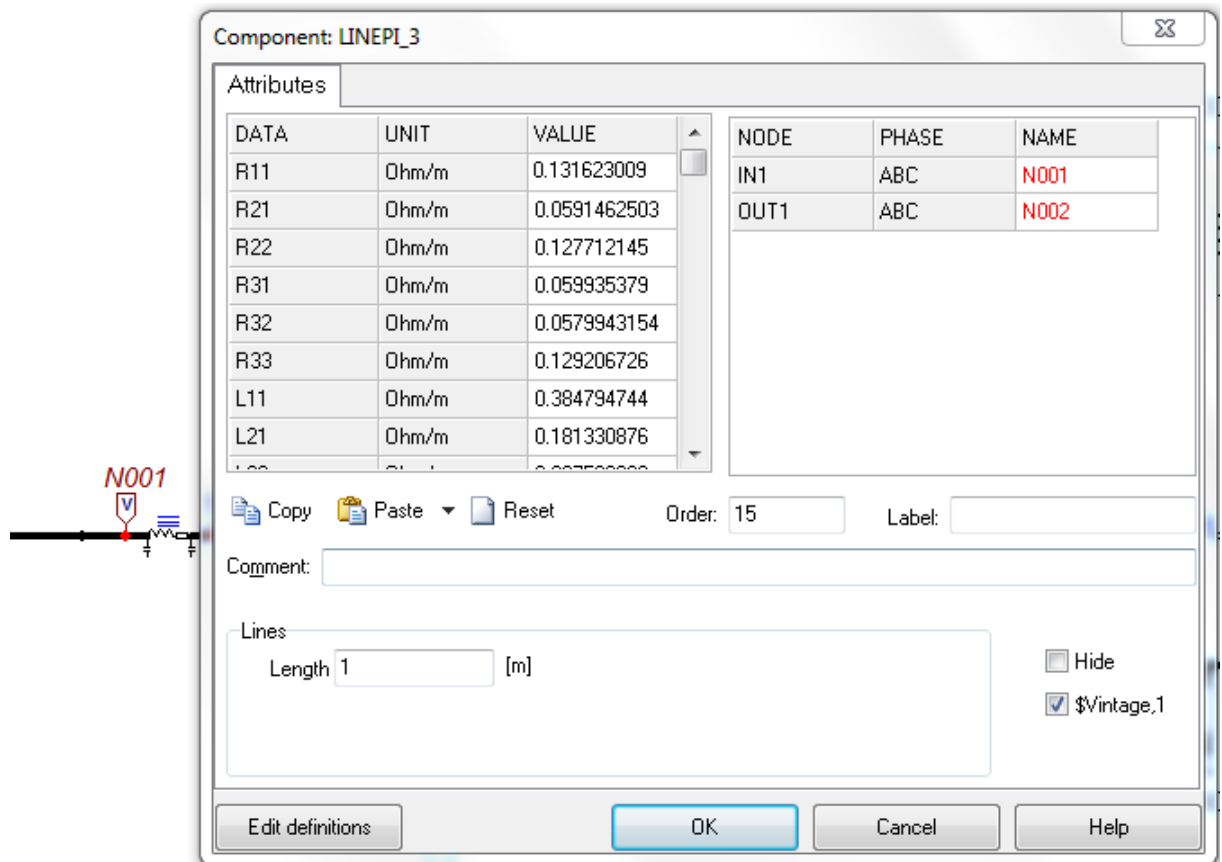 Component: LINEPI_3
Attributes
DATA UNIT VALUE
R11 Ohm/m 0.131623009
R21 Ohm/m 0.0591462503
R22 Ohm/m 0.127712145
R31 Ohm/m 0.059935379
R32 Ohm/m 0.0579943154
R33 Ohm/m 0.129206726
L11 Ohm/m 0.384794744
L21 Ohm/m 0.181330876
NODE PHASE NAME
IN1 ABC N001
OUT1 ABC N002
N001
V
Copy Paste Reset Order: 15 Label:
Comment:
Lines
Length 1 [m]
Hide
$Vintage,1
Edit definitions OK Cancel Help